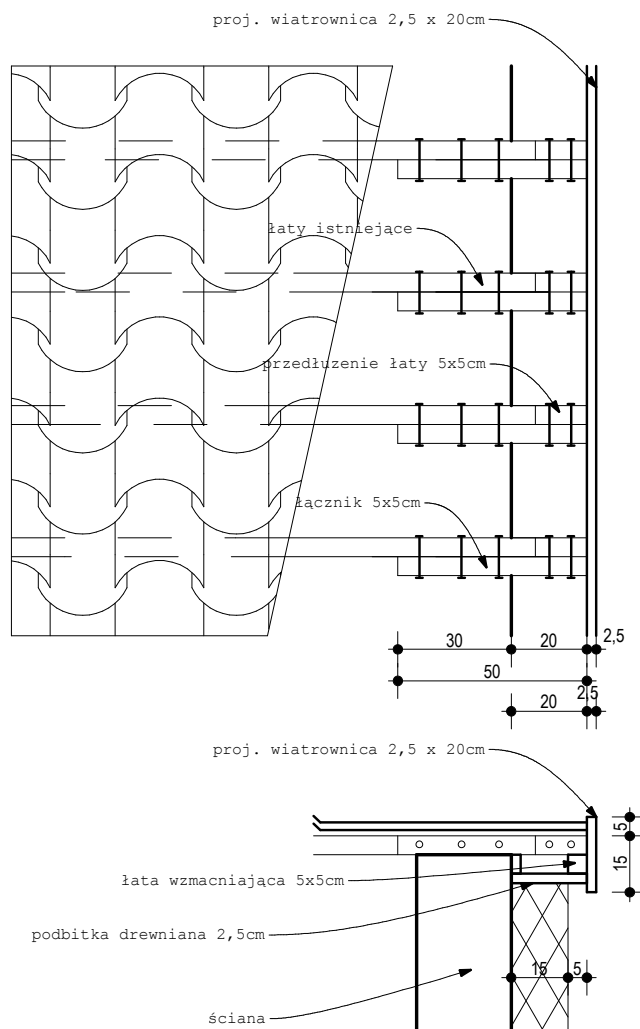 proj. wiatrownica 2,5 x 20cm
łaty istniejące
przedłuzenie łaty 5x5cm
łącznik 5x5cm
30
20
2,5
50
20
2,5
proj. wiatrownica 2,5 x 20cm
5
15
łata wzmacniająca 5x5cm
podbitka drewniana 2,5cm
15
5
ściana